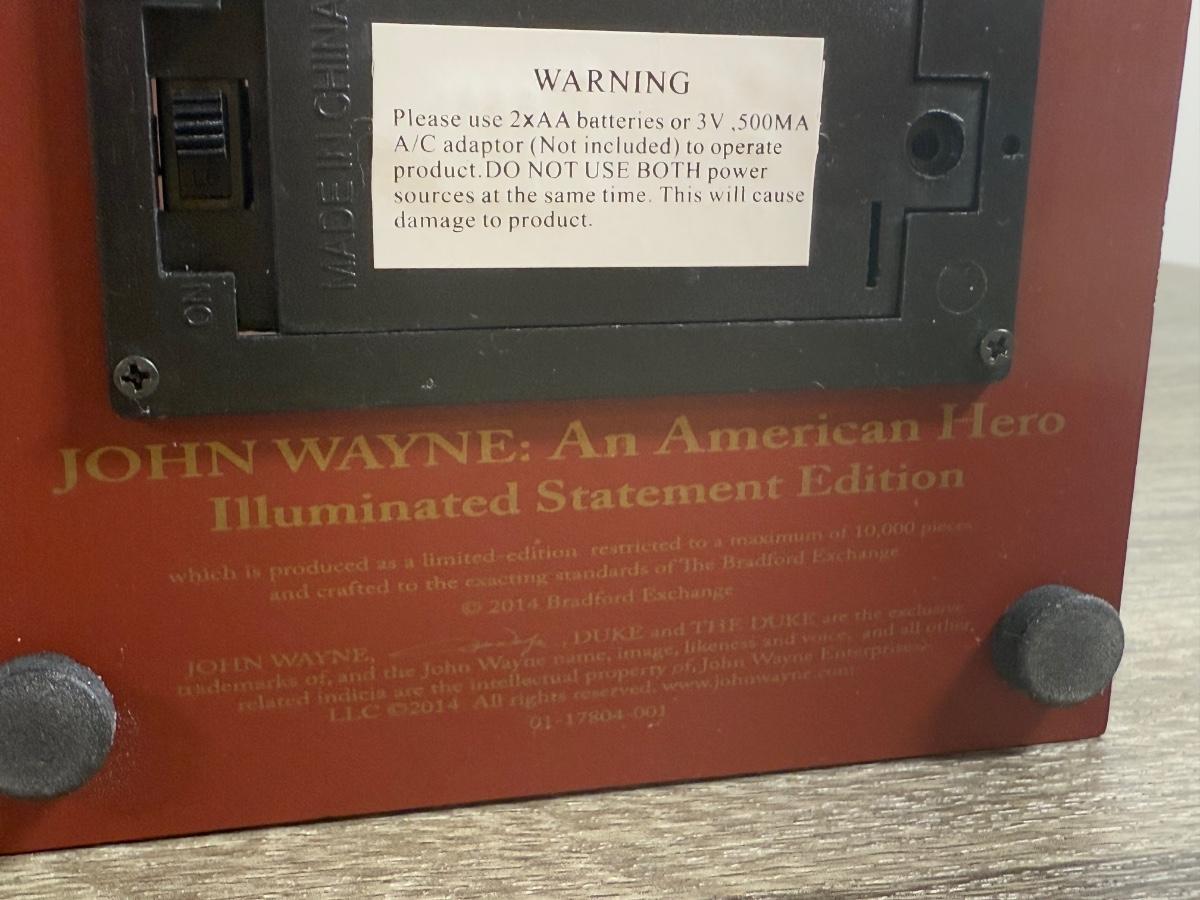 MADE IN CHINA
WARNING
Please use 2xAA batteries or 3V ,500MA
A/C adaptor (Not included) to operate
product.DO NOT USE BOTH power
sources at the same time. This will cause
damage to product.
ON
JOHN WAYNE: An American Hero
Illuminated Statement Edition
which is produced as a limited-edition restricted to a maximum of 10,000 pieces
and crafted to the exacting standards of The Bradford Exchange
© 2014 Bradford Exchange
JOHN WAYNE, , DUKE and THE DUKE are the exclusive
trademarks of, and the John Wayne name, image, likeness and voice, and all other
related indicia are the intellectual property of, John Wayne Enterprises,
LLC ©2014 All rights reserved. www.johnwayne.com
01-17804-001